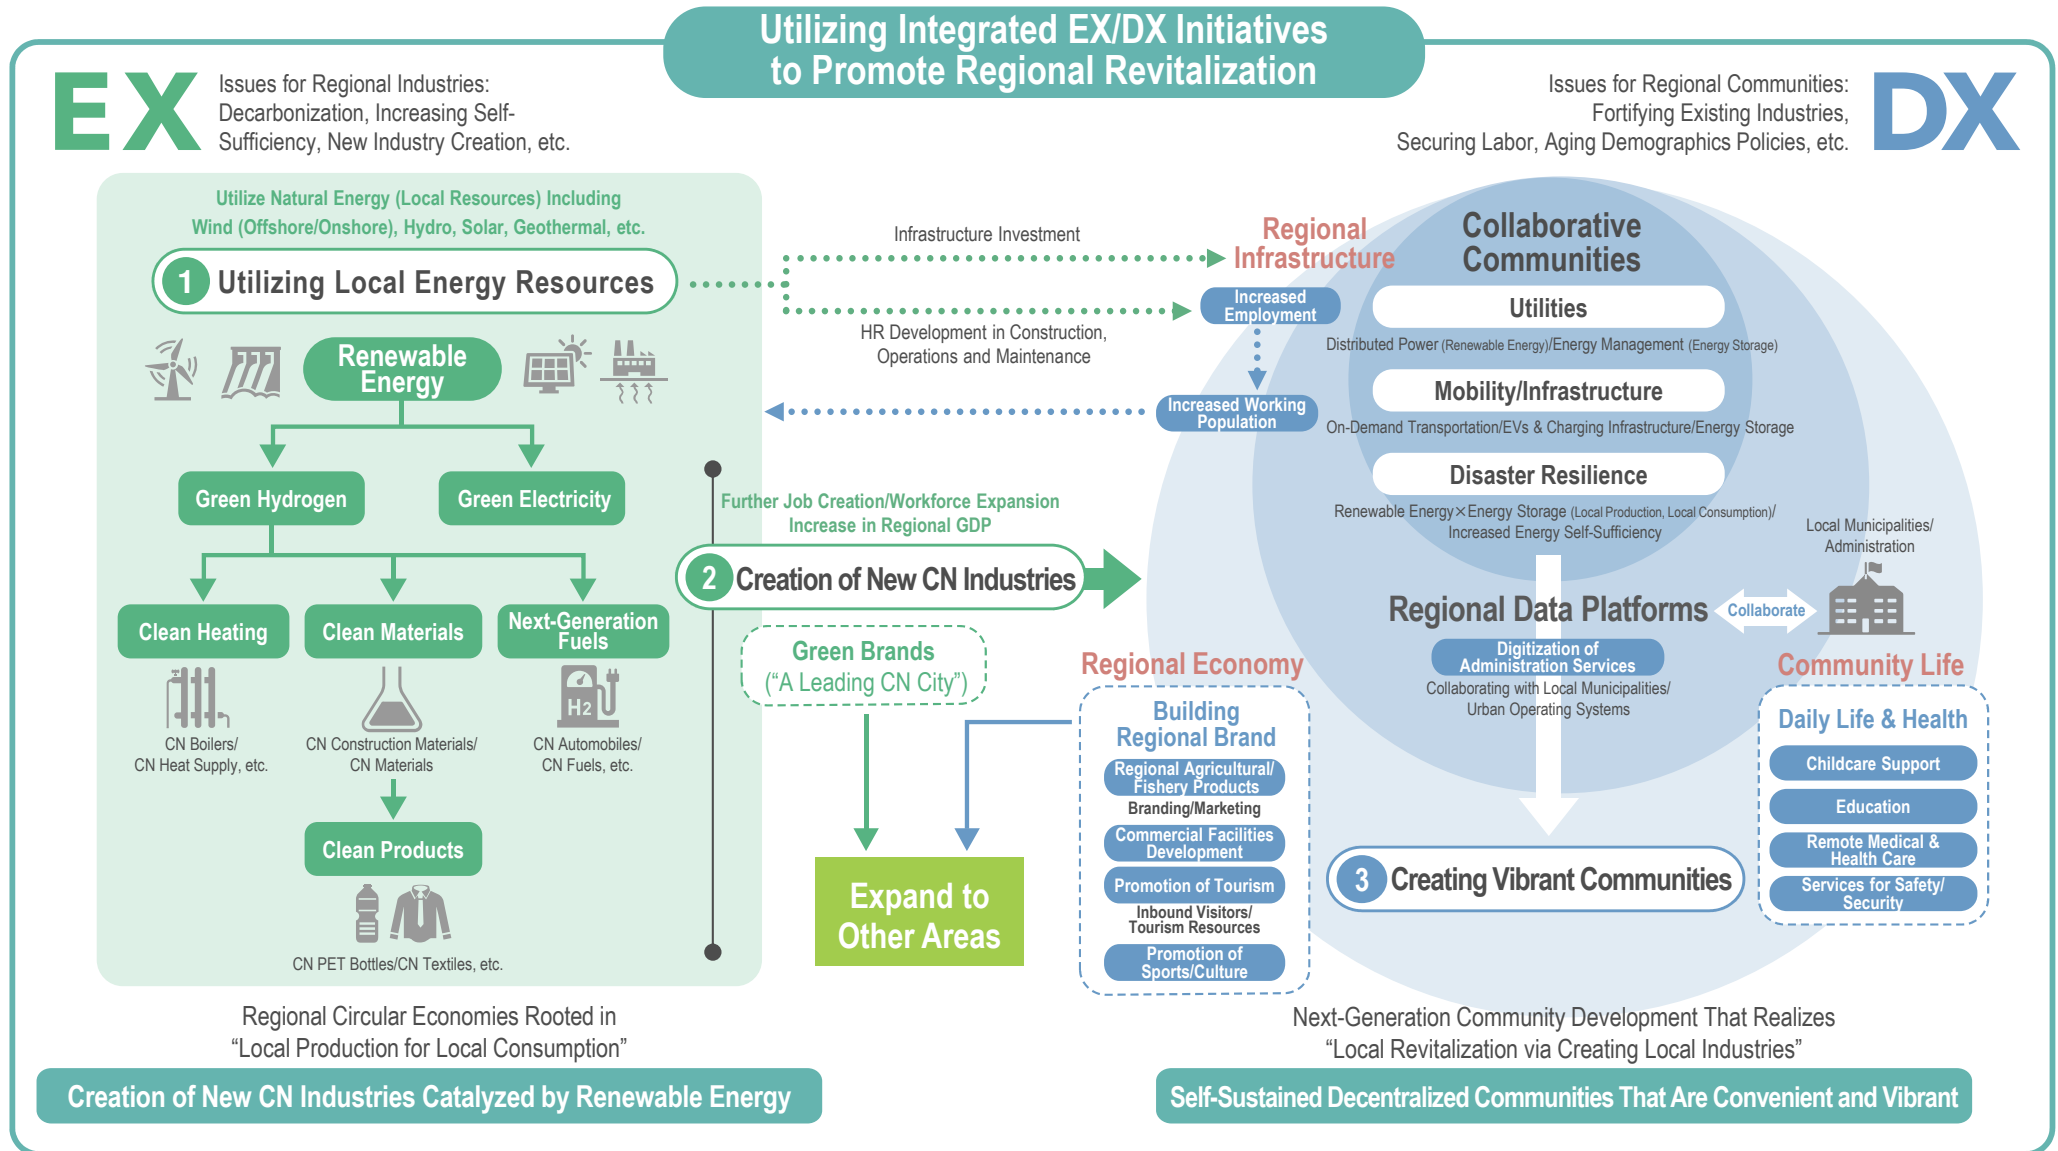 Utilizing Integrated EX/DX Initiatives
to Promote Regional Revitalization
EX
Issues for Regional Industries:
Decarbonization, Increasing Self-
Sufficiency, New Industry Creation, etc.
Issues for Regional Communities:
Fortifying Existing Industries,
Securing Labor, Aging Demographics Policies, etc.
DX
Utilize Natural Energy (Local Resources) Including
Wind (Offshore/Onshore), Hydro, Solar, Geothermal, etc.
1 Utilizing Local Energy Resources
Renewable
Energy
Green Hydrogen
Green Electricity
Clean Heating
Clean Materials
Next-Generation
Fuels
H2
CN Boilers/
CN Heat Supply, etc.
CN Construction Materials/
CN Materials
CN Automobiles/
CN Fuels, etc.
Clean Products
CN PET Bottles/CN Textiles, etc.
Regional Circular Economies Rooted in
“Local Production for Local Consumption”
Creation of New CN Industries Catalyzed by Renewable Energy
Infrastructure Investment
HR Development in Construction,
Operations and Maintenance
Regional
Infrastructure
Increased
Employment
Increased Working
Population
Further Job Creation/Workforce Expansion
Increase in Regional GDP
2 Creation of New CN Industries
Green Brands
(“A Leading CN City”)
Expand to
Other Areas
Regional Economy
Building
Regional Brand
Regional Agricultural/
Fishery Products
Branding/Marketing
Commercial Facilities
Development
Promotion of Tourism
Inbound Visitors/
Tourism Resources
Promotion of
Sports/Culture
Collaborative
Communities
Utilities
Distributed Power (Renewable Energy)/Energy Management (Energy Storage)
Mobility/Infrastructure
On-Demand Transportation/EVs & Charging Infrastructure/Energy Storage
Disaster Resilience
Renewable Energy×Energy Storage (Local Production, Local Consumption)/
Increased Energy Self-Sufficiency
Regional Data Platforms
Collaborate
Local Municipalities/
Administration
Digitization of
Administration Services
Collaborating with Local Municipalities/
Urban Operating Systems
3 Creating Vibrant Communities
Community Life
Daily Life & Health
Childcare Support
Education
Remote Medical &
Health Care
Services for Safety/
Security
Next-Generation Community Development That Realizes
“Local Revitalization via Creating Local Industries”
Self-Sustained Decentralized Communities That Are Convenient and Vibrant